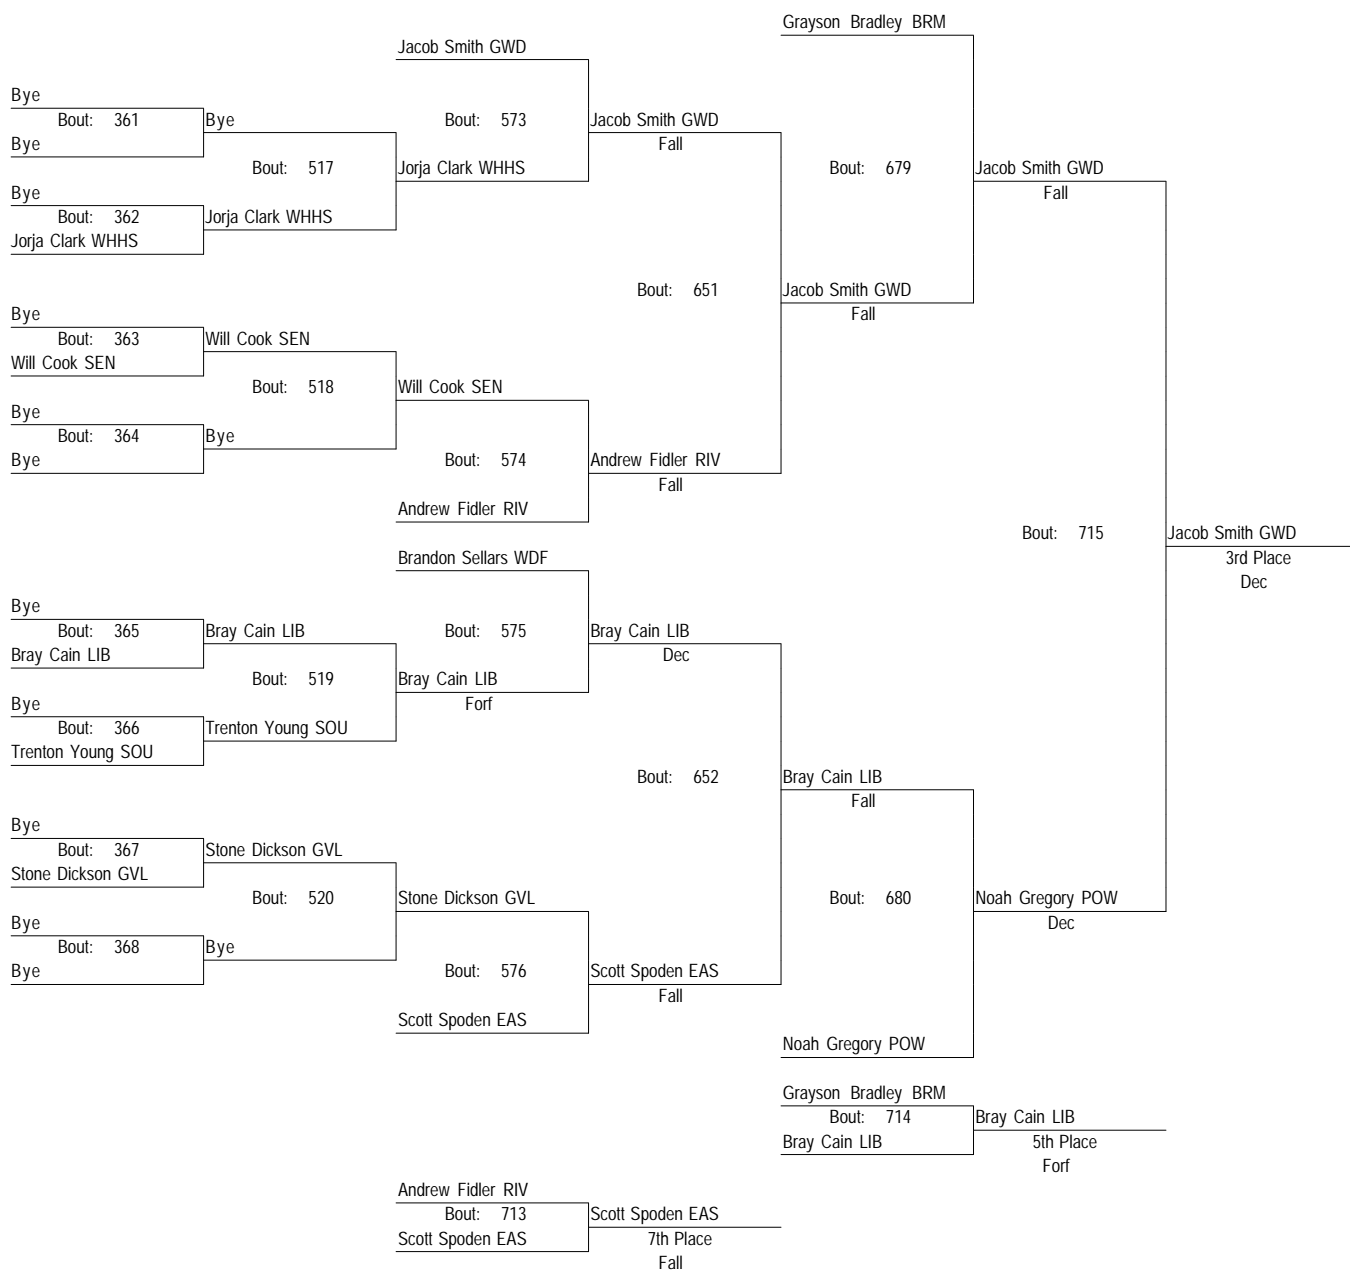 Grayson Bradley BRM
Jacob Smith GWD
Bye
Bout: 361
Bye
Bout: 573
Jacob Smith GWD
Bye
Fall
Bout: 517
Jorja Clark WHHS
Bout: 679
Jacob Smith GWD
Bye
Fall
Bout: 362
Jorja Clark WHHS
Jorja Clark WHHS
Bout: 651
Jacob Smith GWD
Bye
Fall
Bout: 363
Will Cook SEN
Will Cook SEN
Bout: 518
Will Cook SEN
Bye
Bout: 364
Bye
Bye
Bout: 574
Andrew Fidler RIV
Fall
Andrew Fidler RIV
Bout: 715
Jacob Smith GWD
Brandon Sellars WDF
3rd Place
Dec
Bye
Bout: 365
Bray Cain LIB
Bout: 575
Bray Cain LIB
Bray Cain LIB
Dec
Bout: 519
Bray Cain LIB
Bye
Forf
Bout: 366
Trenton Young SOU
Trenton Young SOU
Bout: 652
Bray Cain LIB
Fall
Bye
Bout: 367
Stone Dickson GVL
Stone Dickson GVL
Bout: 520
Stone Dickson GVL
Bout: 680
Noah Gregory POW
Bye
Dec
Bout: 368
Bye
Bye
Bout: 576
Scott Spoden EAS
Fall
Scott Spoden EAS
Noah Gregory POW
Grayson Bradley BRM
Bout: 714
Bray Cain LIB
Bray Cain LIB
5th Place
Forf
Andrew Fidler RIV
Bout: 713
Scott Spoden EAS
Scott Spoden EAS
7th Place
Fall